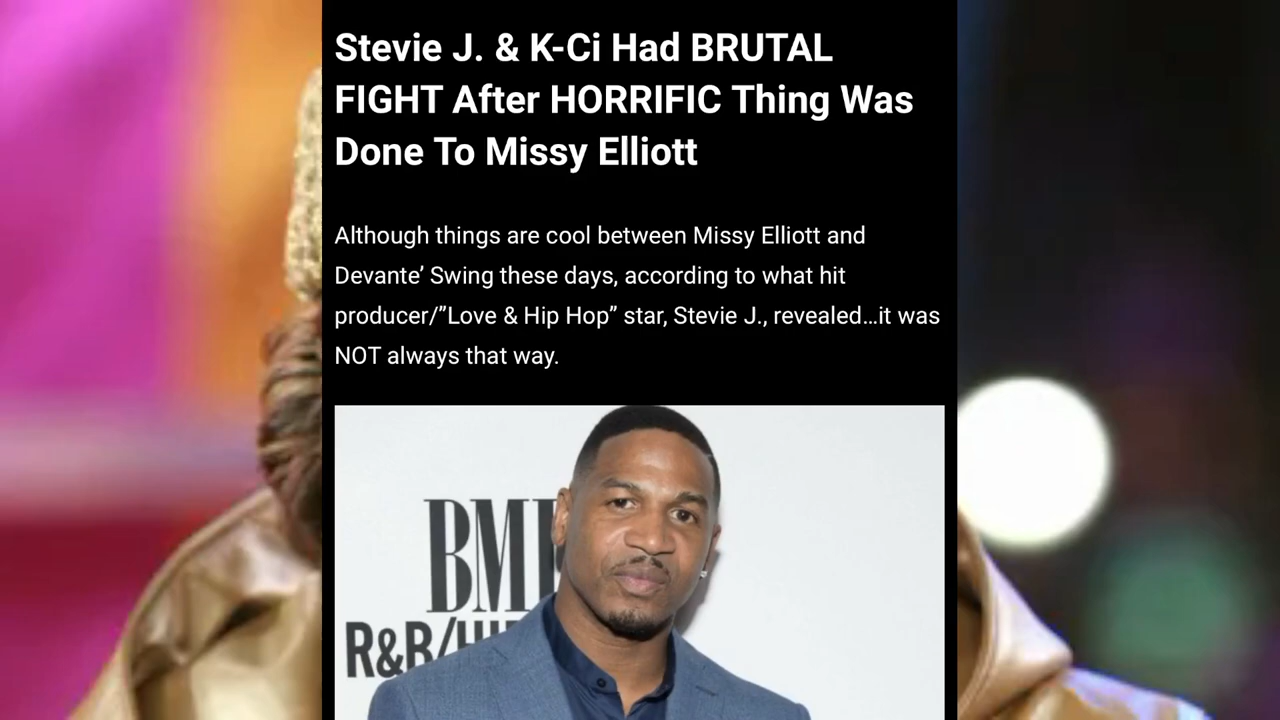 Stevie J. & K-Ci Had BRUTAL
FIGHT After HORRIFIC Thing Was
Done To Missy Elliott
Although things are cool between Missy Elliott and
Devante’ Swing these days, according to what hit
producer/”Love & Hip Hop” star, Stevie J., revealed...it was
NOT always that way.
BMI
R&B/HIP